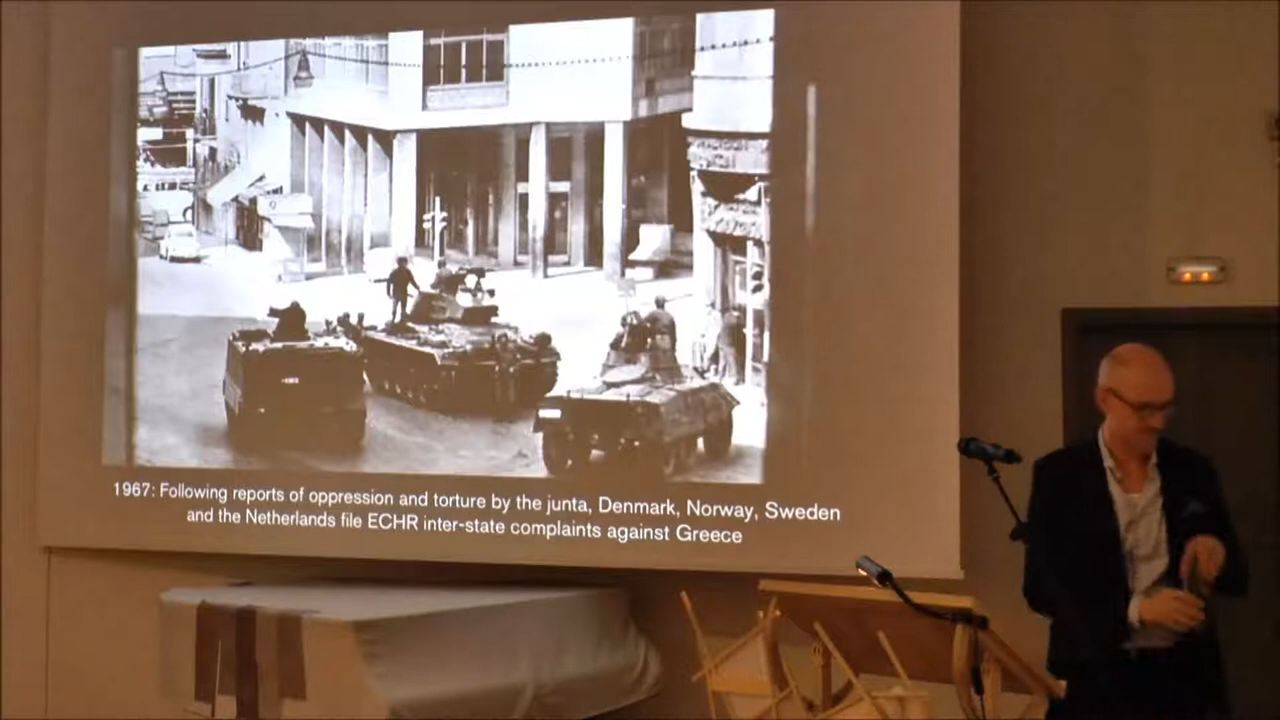 1967: Following reports of oppression and torture by the junta, Denmark, Norway, Sweden
and the Netherlands file ECHR inter-state complaints against Greece